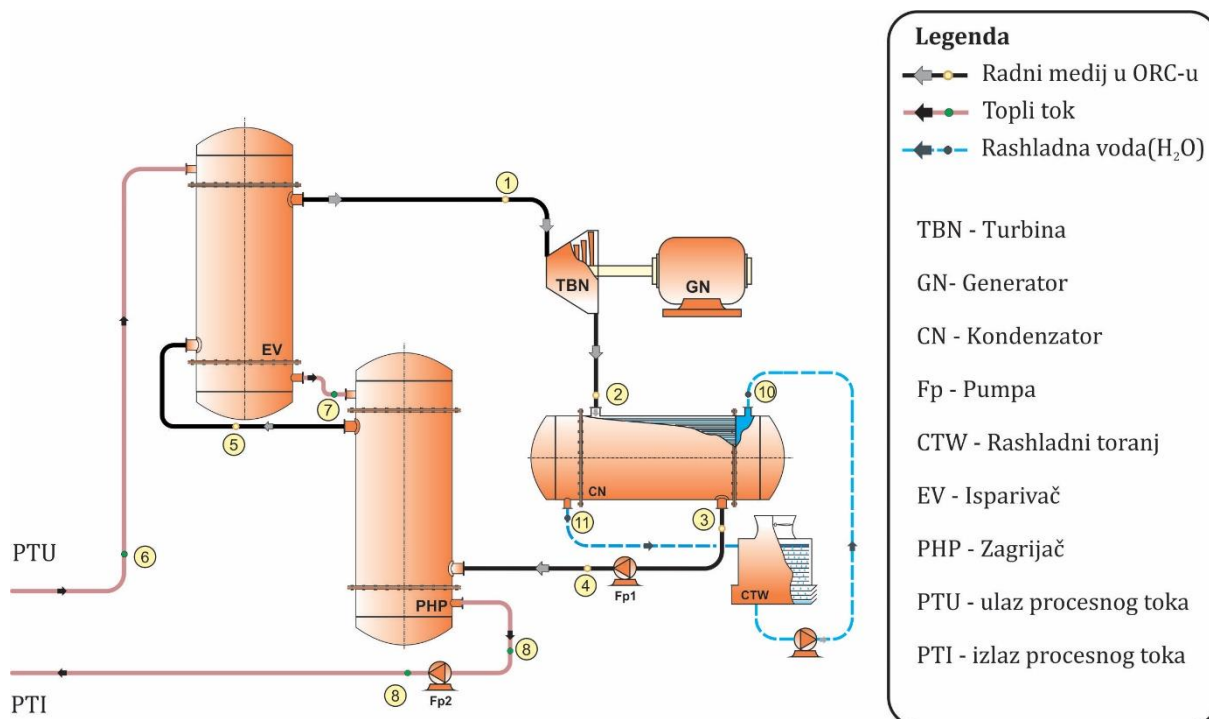 Legenda
Radni medij u ORC-u
Topli tok
Rashladna voda(H₂O)
TBN - Turbina
GN- Generator
CN - Kondenzator
Fp - Pumpa
CTW - Rashladni toranj
EV - Isparivač
PHP - Zagrijač
PTU - ulaz procesnog toka
PTI - izlaz procesnog toka
1
TBN
GN
EV
7
2
10
5
CN
3
11
PTU
6
4
Fp1
CTW
PHP
8
8
Fp2
PTI